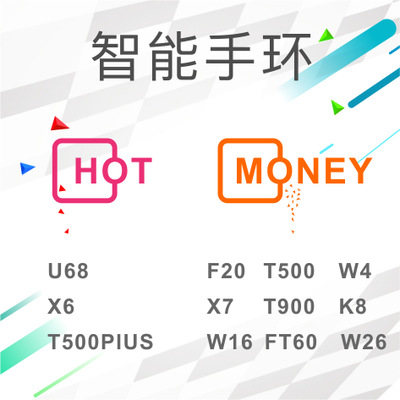 智能手环
HOT MONEY
U68 F20 T500 W4
X6 X7 T900 K8
T500PIUS W16 FT60 W26